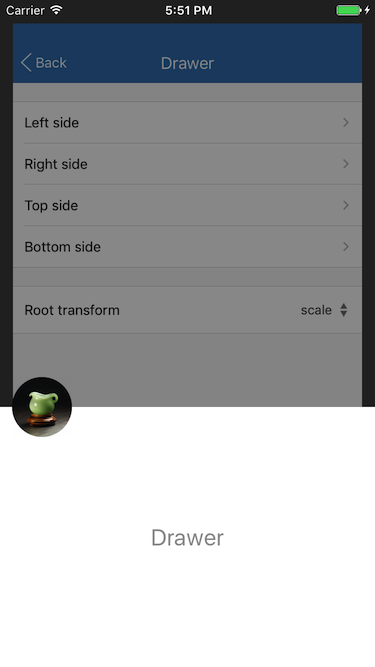 Carrier 5:51 PM
Back Drawer
Left side
Right side
Top side
Bottom side
Root transform scale
Drawer